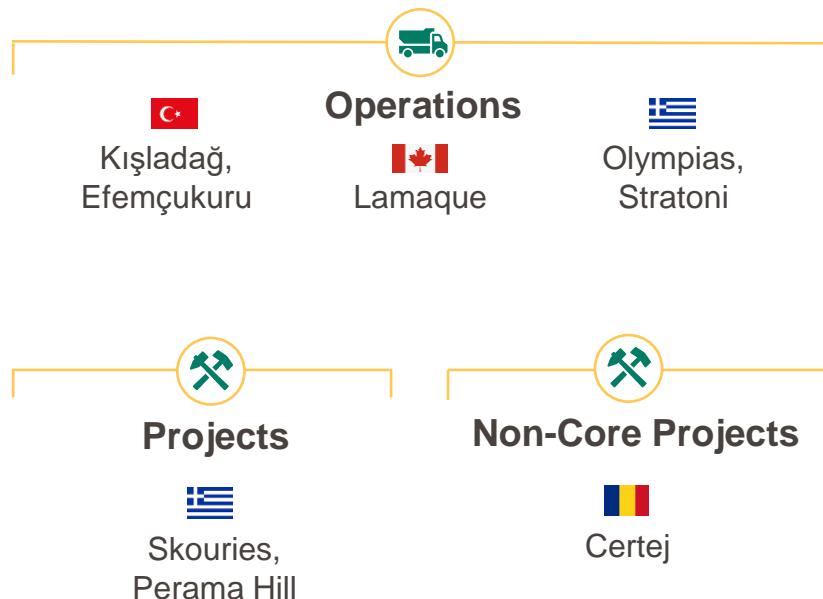 Operations
Kışladağ,
Efemçukuru
Lamaque
Olympias,
Stratoni
Projects
Skouries,
Perama Hill
Non-Core Projects
Certej